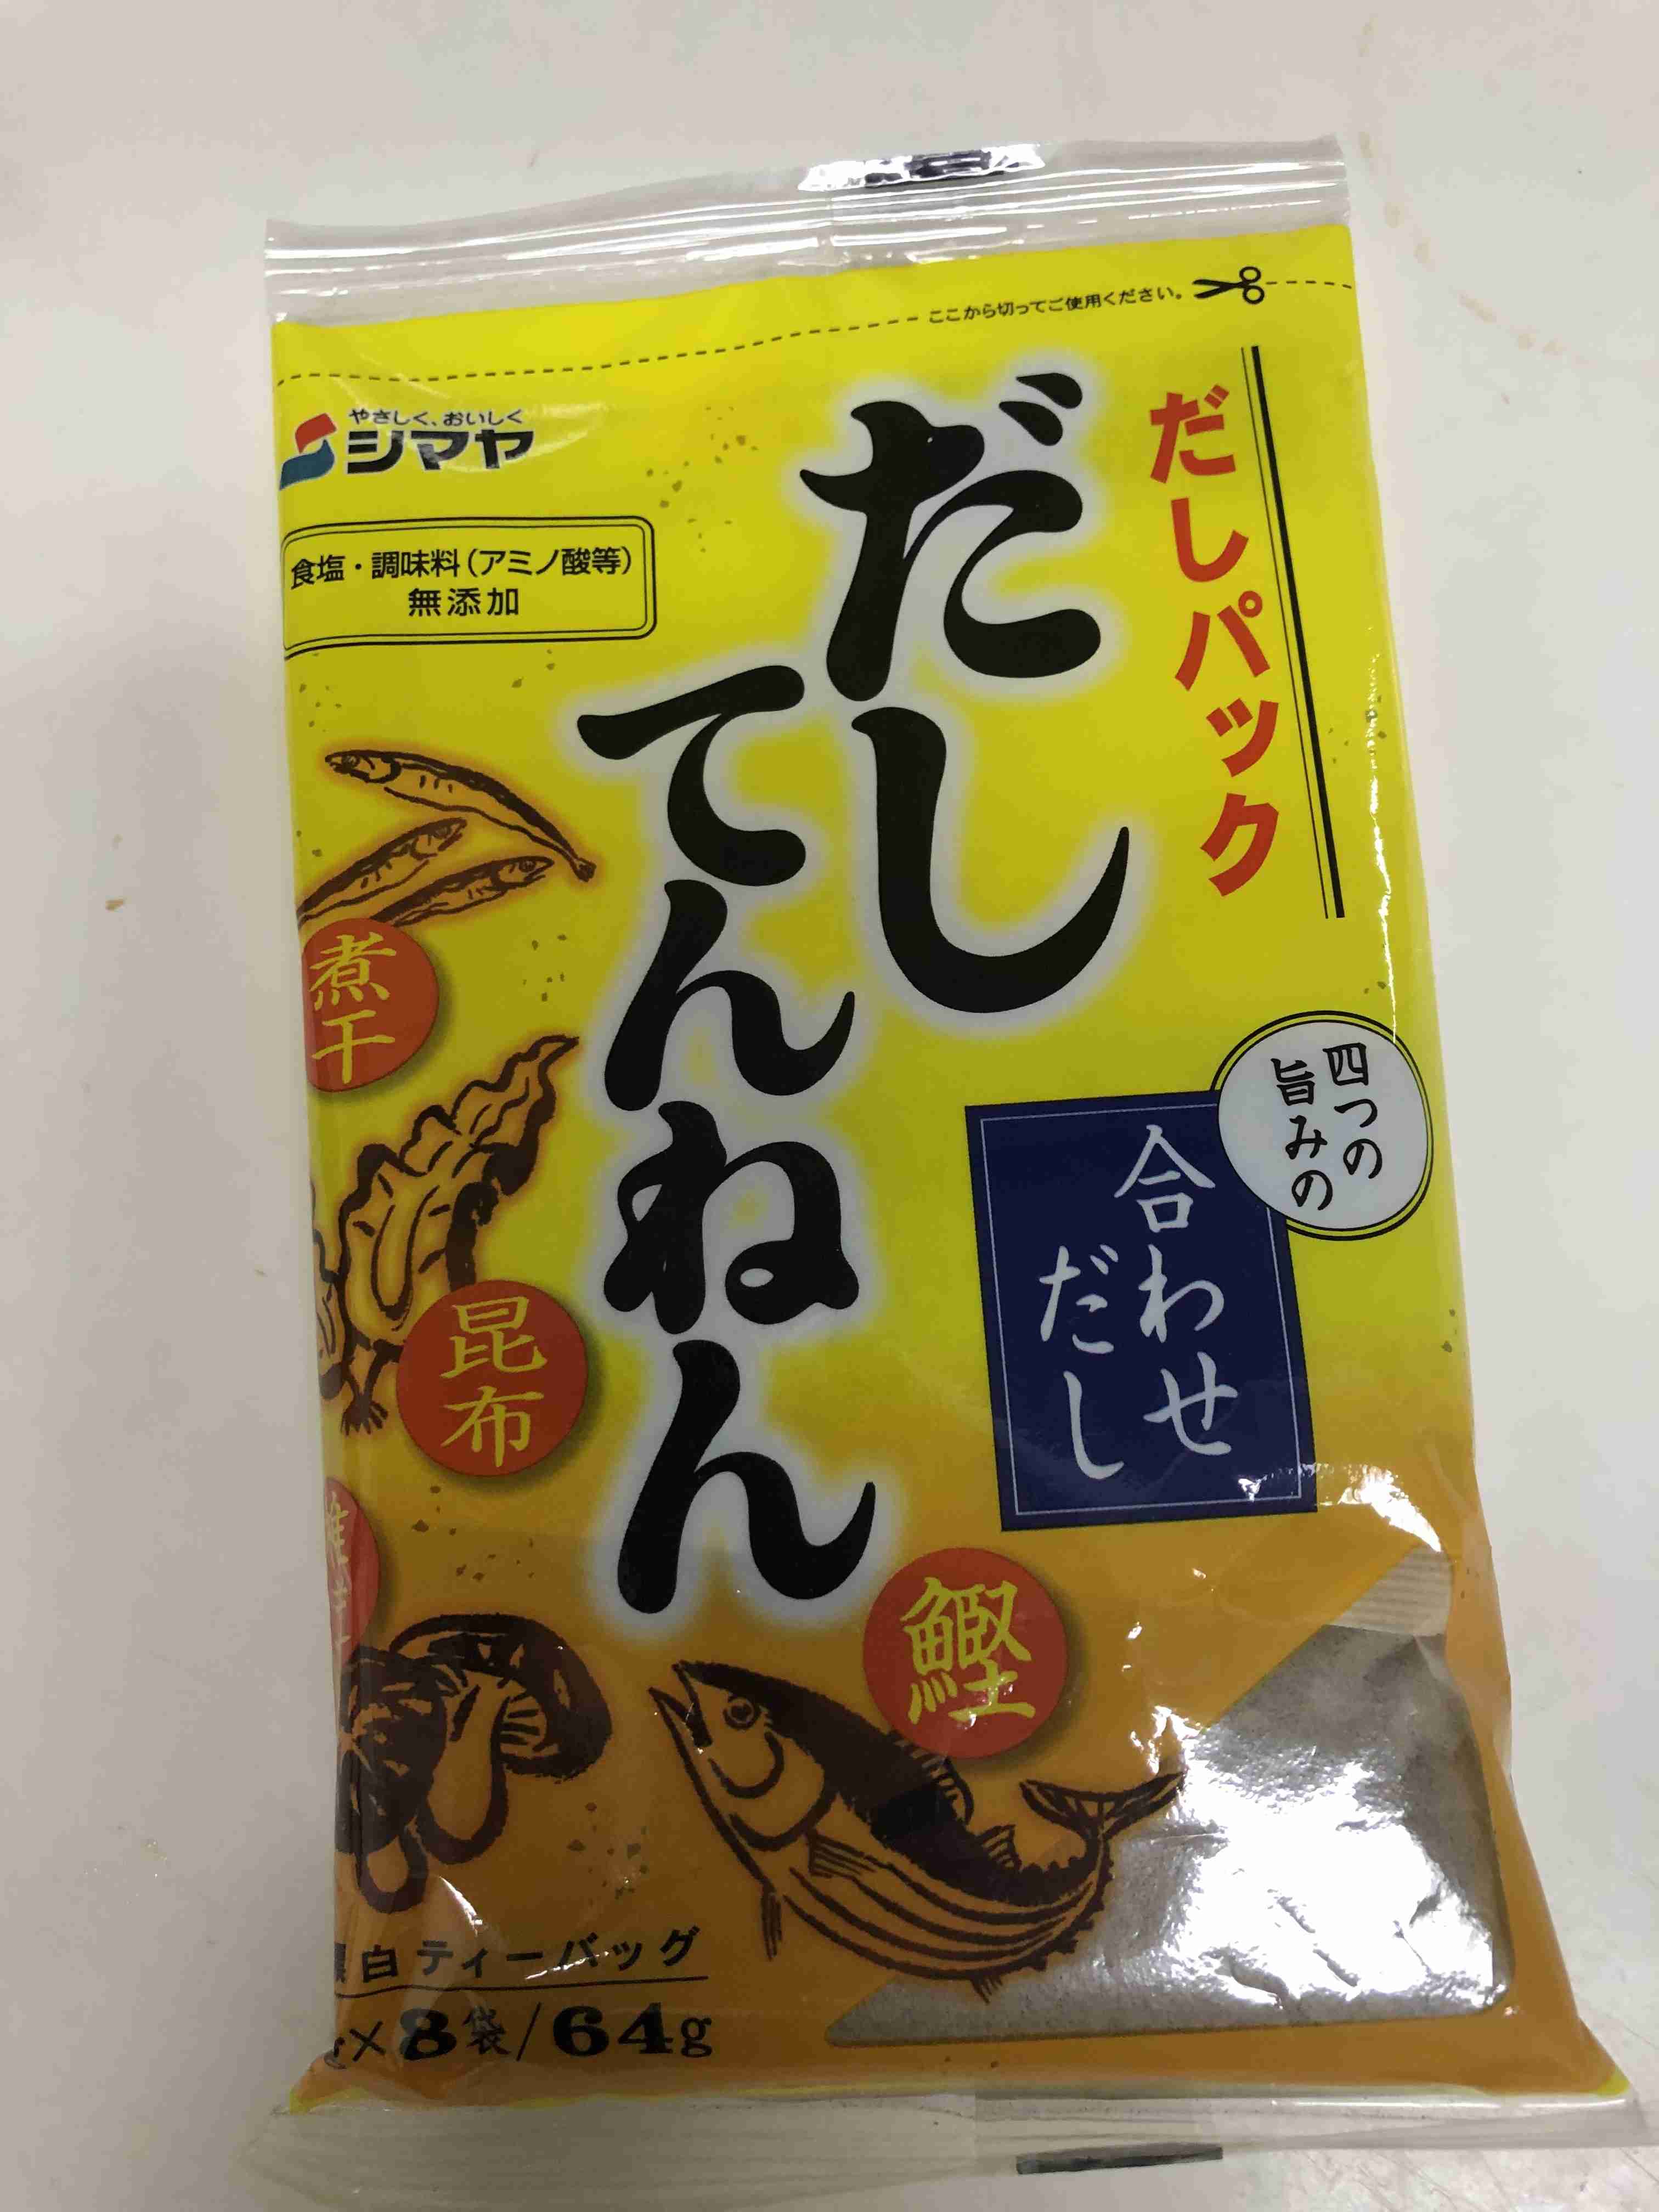 ここから切ってご使用ください。
やさしく、おいしく
シマヤ
食塩・調味料(アミノ酸等)
無添加
だしパック
だし
てんねん
四つの
旨みの
合わせ
だし
煮干
昆布
鰹
白ティーバッグ
×8袋/64g